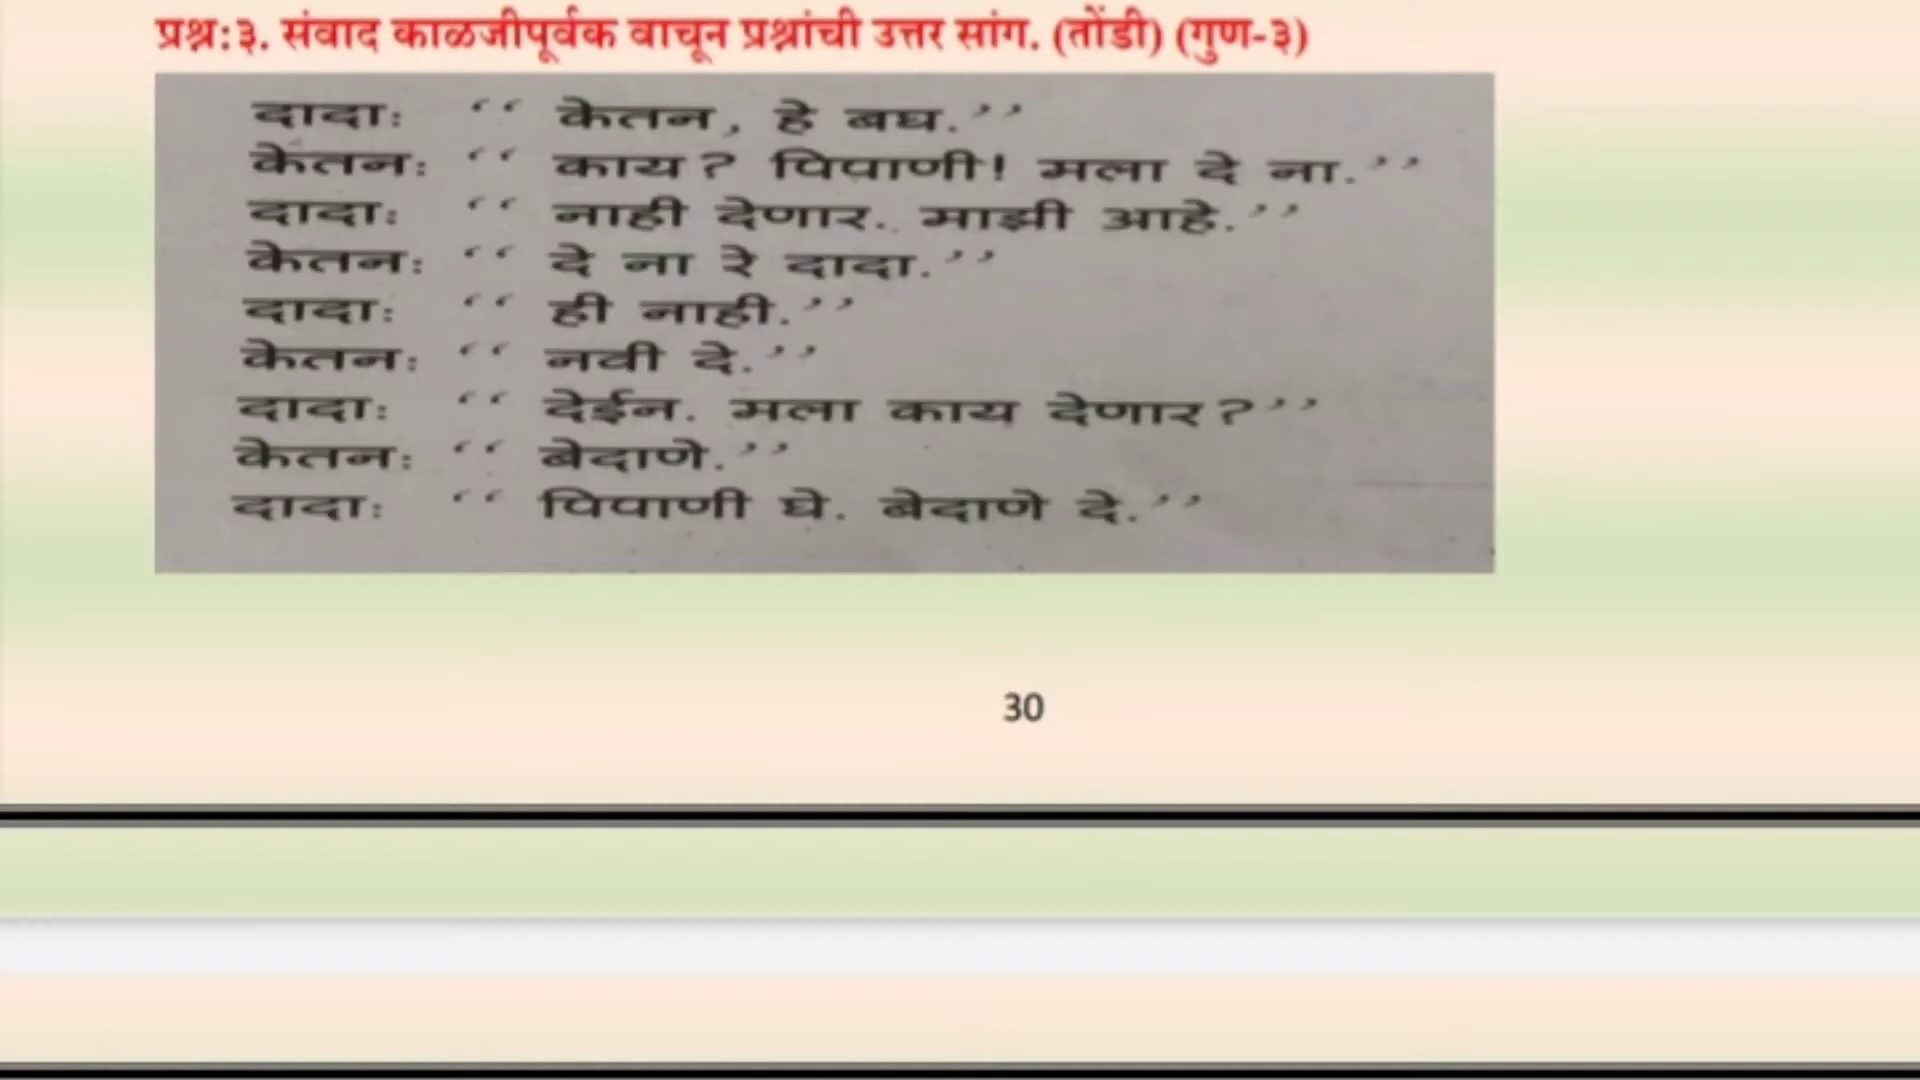 प्रश्न:३. संवाद काळजीपूर्वक वाचून प्रश्नांची उत्तर सांग. (तोंडी) (गुण-३)
दादाः ‘‘ केतन, हे बघ.’’
केतनः ‘‘ काय? पिपाणी! मला दे ना.’’
दादाः ‘‘ नाही देणार. माझी आहे.’’
केतनः ‘‘ दे ना रे दादा.’’
दादाः ‘‘ ही नाही.’’
केतनः ‘‘ नवी दे.’’
दादाः ‘‘ देईन. मला काय देणार?’’
केतनः ‘‘ बेदाणे.’’
दादाः ‘‘ पिपाणी घे. बेदाणे दे.’’
30